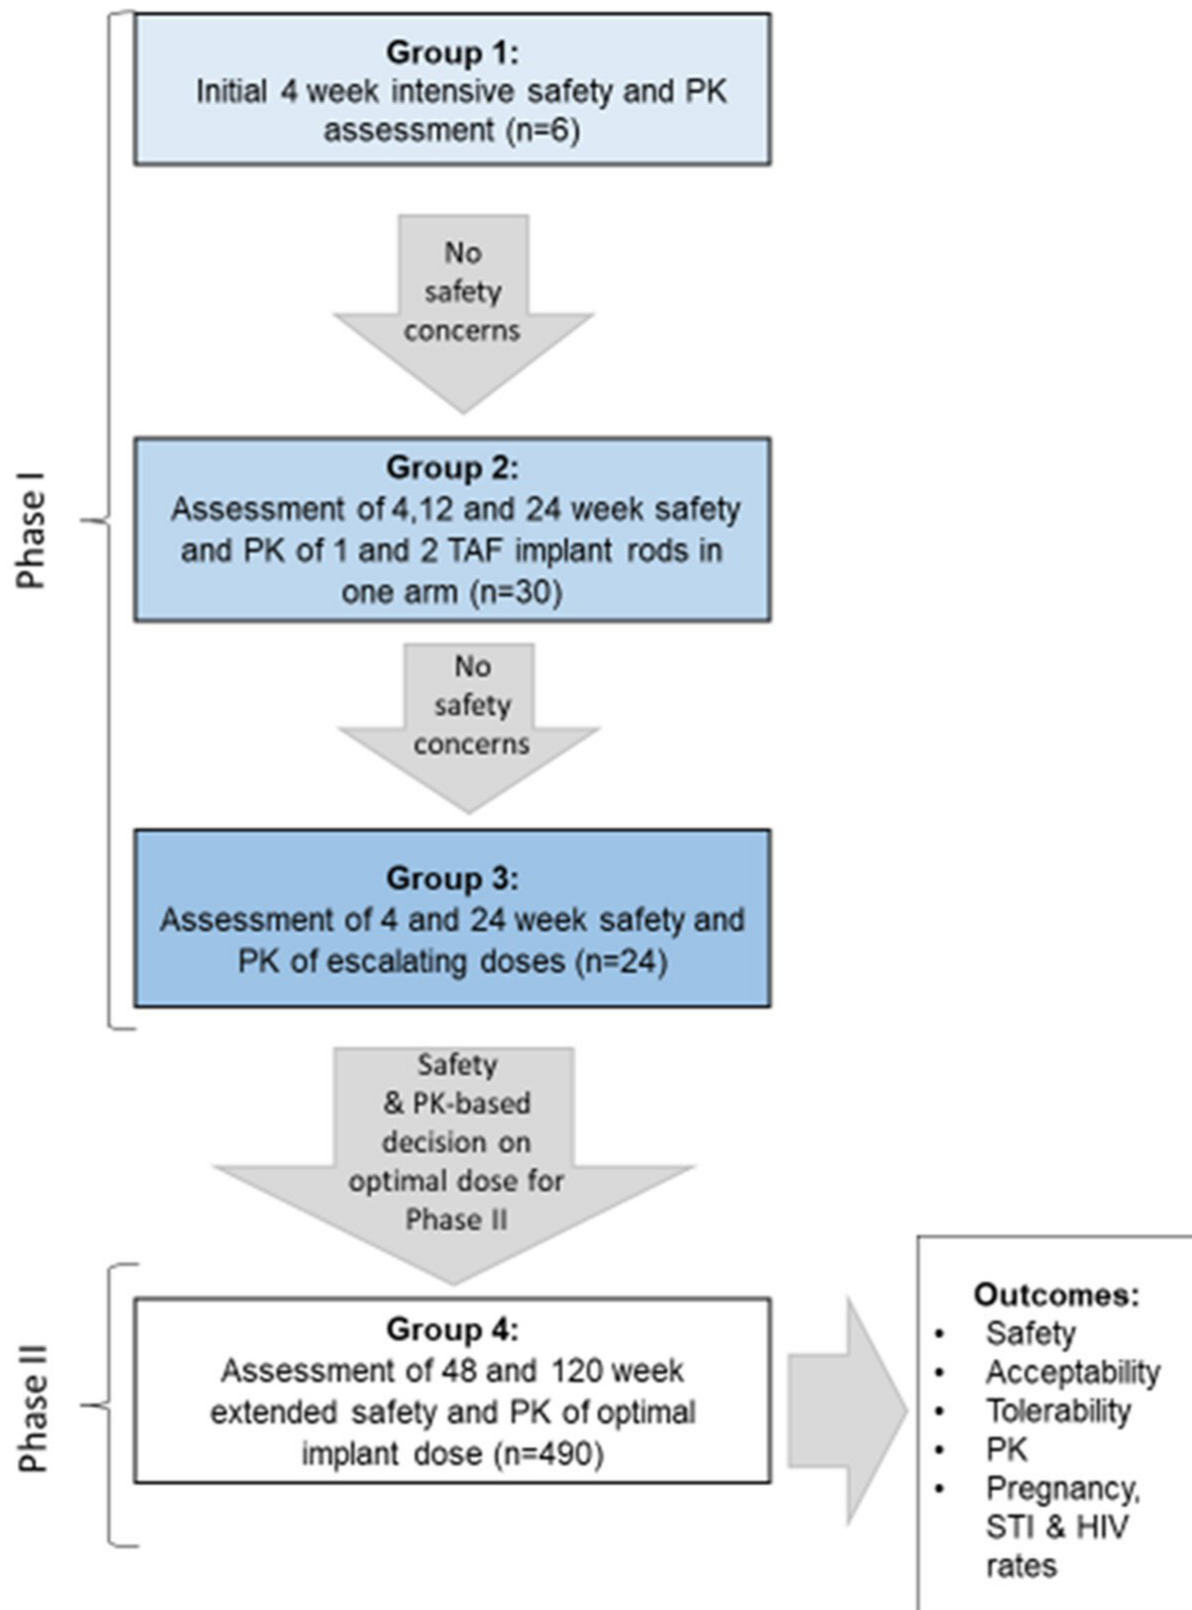 Phase I
Group 1:
Initial 4 week intensive safety and PK
assessment (n=6)
No
safety
concerns
Group 2:
Assessment of 4,12 and 24 week safety
and PK of 1 and 2 TAF implant rods in
one arm (n=30)
No
safety
concerns
Group 3:
Assessment of 4 and 24 week safety and
PK of escalating doses (n=24)
Safety
& PK-based
decision on
optimal dose for
Phase II
Phase II
Group 4:
Assessment of 48 and 120 week
extended safety and PK of optimal
implant dose (n=490)
Outcomes:
• Safety
• Acceptability
• Tolerability
• PK
• Pregnancy,
STI & HIV
rates